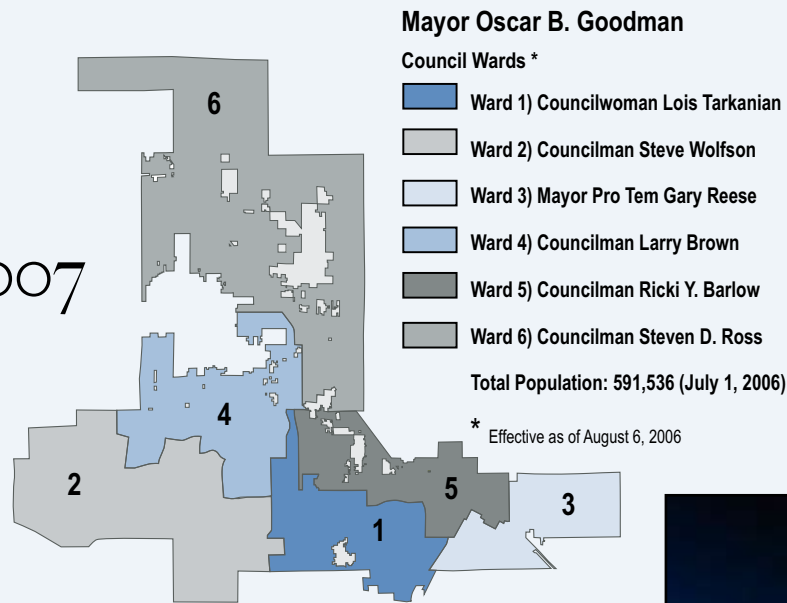 Mayor Oscar B. Goodman
Council Wards *
Ward 1) Councilwoman Lois Tarkanian
Ward 2) Councilman Steve Wolfson
Ward 3) Mayor Pro Tem Gary Reese
Ward 4) Councilman Larry Brown
Ward 5) Councilman Ricki Y. Barlow
Ward 6) Councilman Steven D. Ross
Total Population: 591,536 (July 1, 2006)
* Effective as of August 6, 2006
007
6
4
2
5
3
1